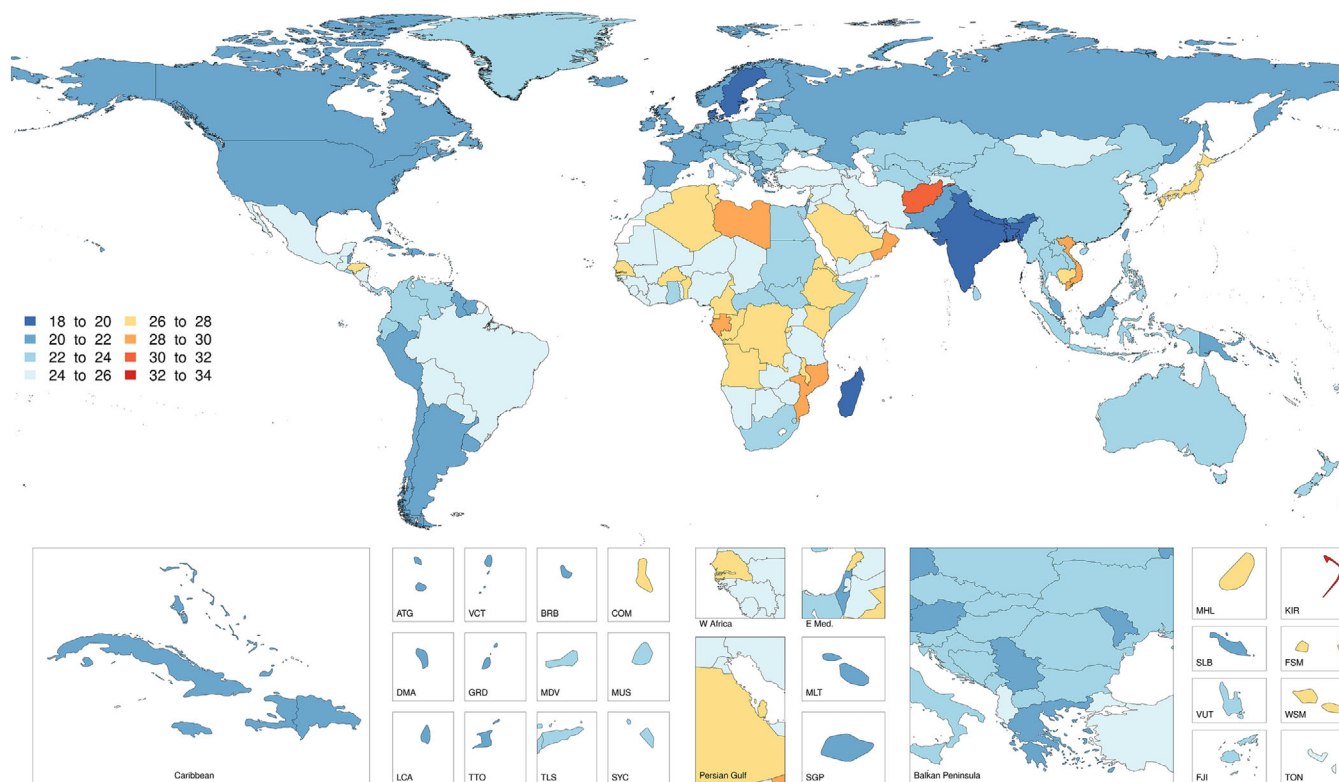 18 to 20
20 to 22
22 to 24
24 to 26
26 to 28
28 to 30
30 to 32
32 to 34
ATG
VCT
BRB
COM
DMA
GRD
MDV
MUS
LCA
TTO
TLS
SYC
Caribbean
W Africa
E Med.
Persian Gulf
MLT
SGP
Balkan Peninsula
MHL
KIR
SLB
FSM
VUT
WSM
FJI
TON